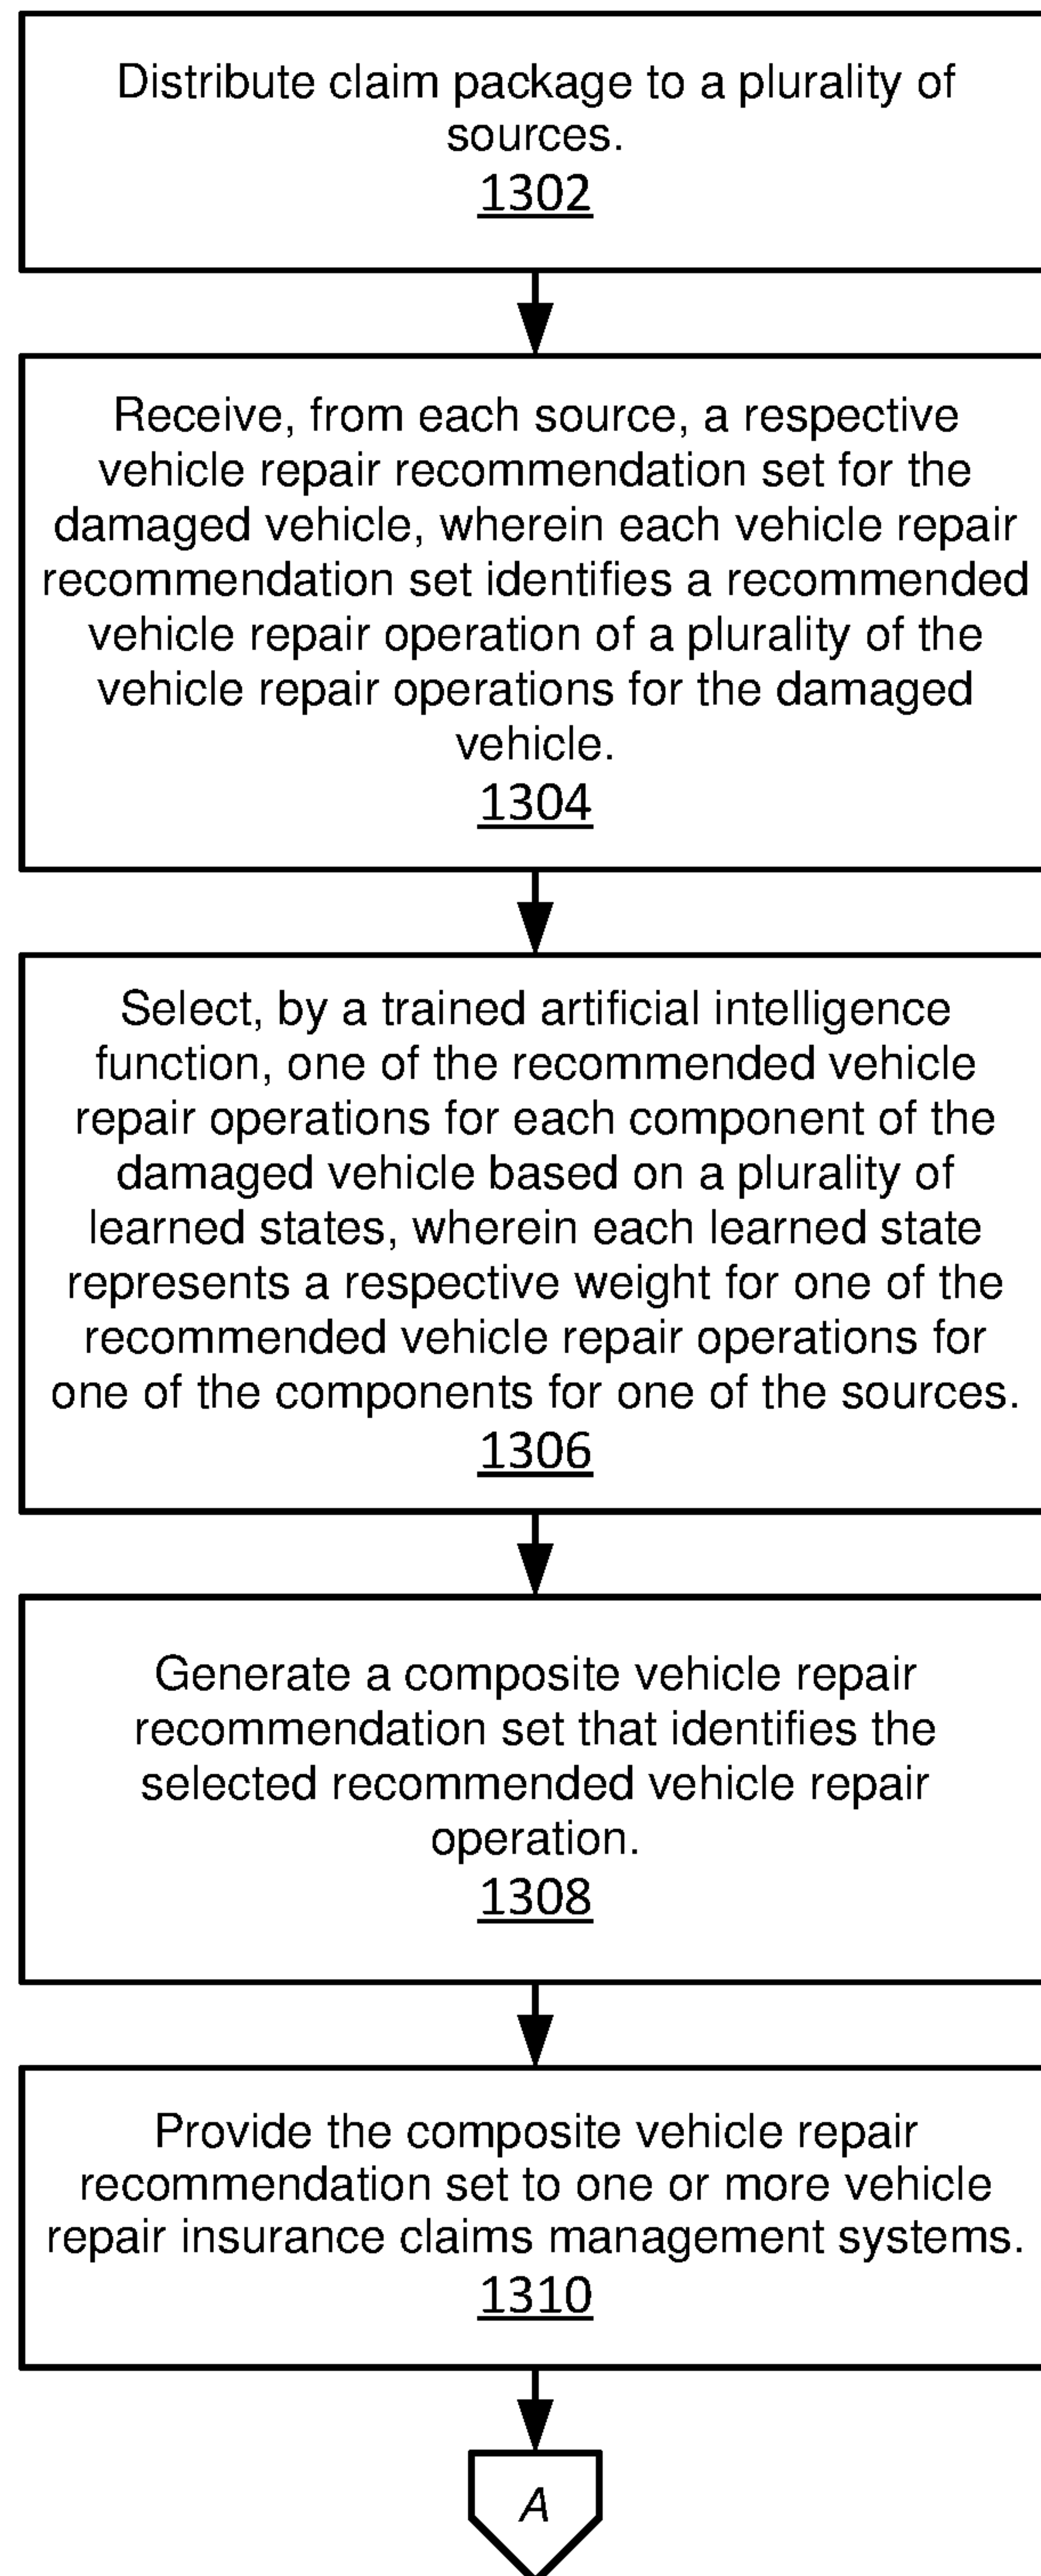 Distribute claim package to a plurality of
sources.
1302
Receive, from each source, a respective
vehicle repair recommendation set for the
damaged vehicle, wherein each vehicle repair
recommendation set identifies a recommended
vehicle repair operation of a plurality of the
vehicle repair operations for the damaged
vehicle.
1304
Select, by a trained artificial intelligence
function, one of the recommended vehicle
repair operations for each component of the
damaged vehicle based on a plurality of
learned states, wherein each learned state
represents a respective weight for one of the
recommended vehicle repair operations for
one of the components for one of the sources.
1306
Generate a composite vehicle repair
recommendation set that identifies the
selected recommended vehicle repair
operation.
1308
Provide the composite vehicle repair
recommendation set to one or more vehicle
repair insurance claims management systems.
1310
A